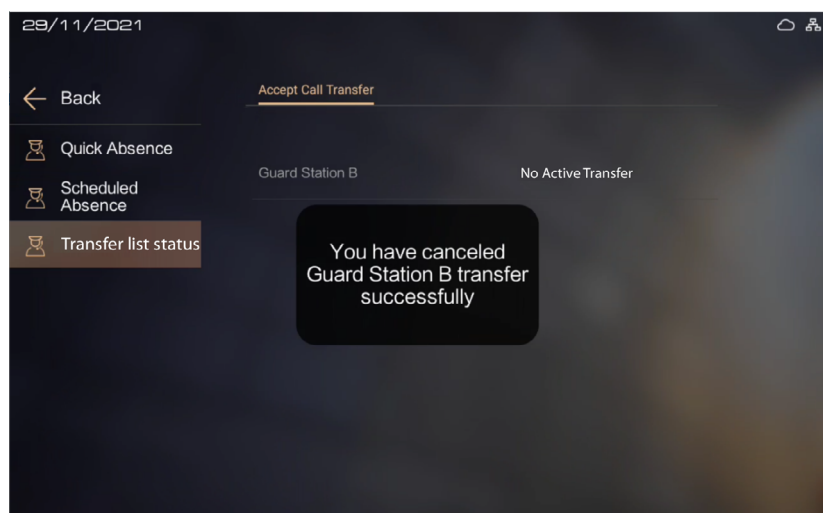 29/11/2021
Back
Accept Call Transfer
Quick Absence
Guard Station B
No Active Transfer
Scheduled
Absence
Transfer list status
You have canceled
Guard Station B transfer
successfully